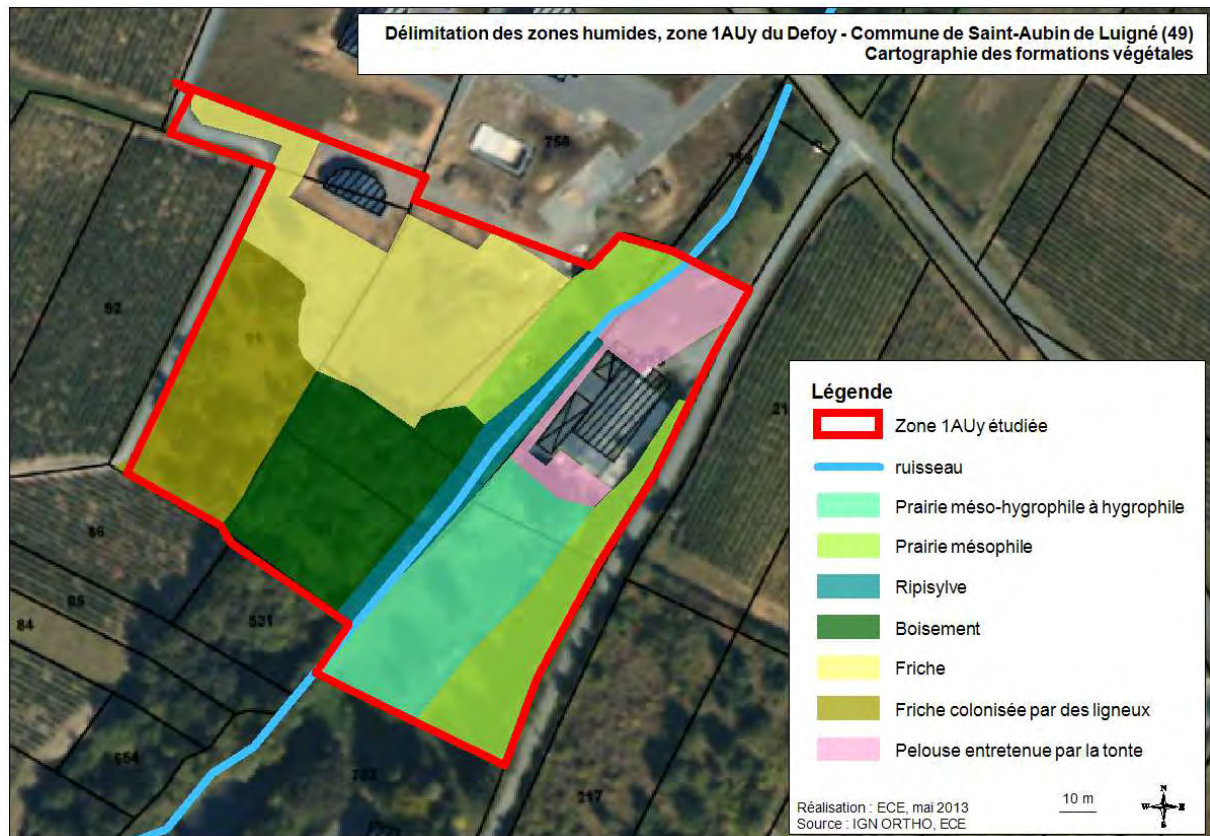 Délimitation des zones humides, zone 1AUy du Defoy - Commune de Saint-Aubin de Luigné (49)
Cartographie des formations végétales
758
92
86
85
84
531
654
217
Légende
Zone 1AUy étudiée
ruisseau
Prairie méso-hygrophile à hygrophile
Prairie mésophile
Ripisylve
Boisement
Friche
Friche colonisée par des ligneux
Pelouse entretenue par la tonte
Réalisation : ECE, mai 2013
Source : IGN ORTHO, ECE
10 m
N
W E
S